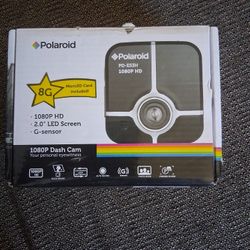 Polaroid
8G
MicroSD Card
included!
- 1080P HD
- 2.0" LED Screen
- G-sensor
1080P Dash Cam
Your personal eyewitness
Polaroid
PD-E53H
1080P HD